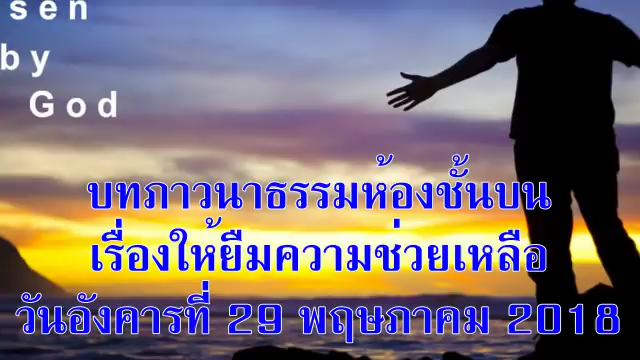 sen
by
God
บทภาวนาธรรมห้องชั้นบน
เรื่องให้ยืมความช่วยเหลือ
วันอังคารที่ 29 พฤษภาคม 2018